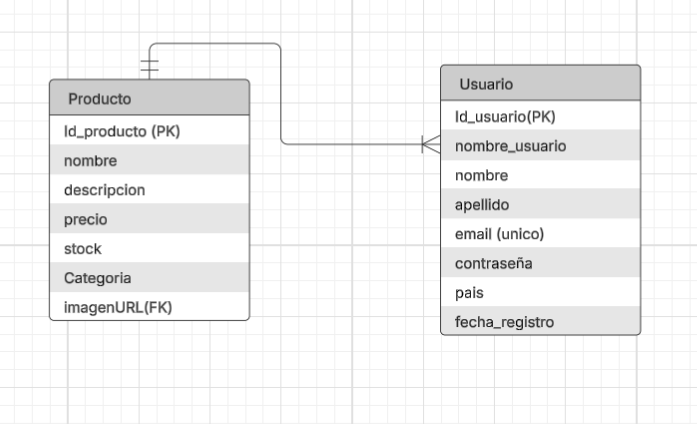 Producto
Id_producto (PK)
nombre
descripcion
precio
stock
Categoria
imagenURL(FK)
Usuario
Id_usuario(PK)
nombre_usuario
nombre
apellido
email (unico)
contraseña
pais
fecha_registro